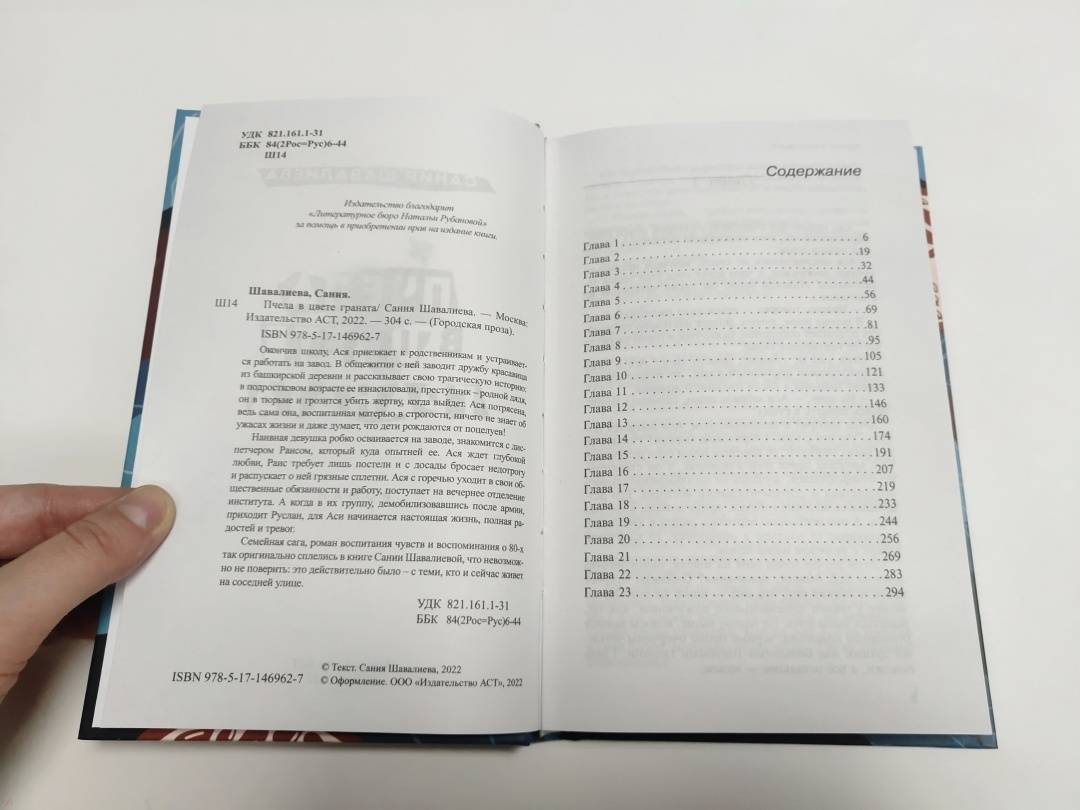 УДК 821.161.1-31
ББК 84(2Рос=Рус)6-44
Ш14
Издательство благодарит
«Литературное бюро Натальи Рубановой»
за помощь в приобретении прав на издание книги.
Шавалиева, Сания.
Ш14 Пчела в цвете граната/ Сания Шавалиева. — Москва:
Издательство АСТ, 2022. — 304 с. — (Городская проза).
ISBN 978-5-17-146962-7
Окончив школу, Ася приезжает к родственникам и устраивает-
ся работать на завод. В общежитии с ней заводит дружбу красавица
из башкирской деревни и рассказывает свою трагическую историю:
в подростковом возрасте ее изнасиловали, преступник – родной дядя,
он в тюрьме и грозится убить жертву, когда выйдет. Ася потрясена,
ведь сама она, воспитанная матерью в строгости, ничего не знает об
ужасах жизни и даже думает, что дети рождаются от поцелуев!
Наивная девушка робко осваивается на заводе, знакомится с дис-
петчером Раисом, который куда опытней ее. Ася ждет глубокой
любви, Раис требует лишь постели и с досады бросает недотрогу
и распускает о ней грязные сплетни. Ася с горечью уходит в свои об-
щественные обязанности и работу, поступает на вечернее отделение
института. А когда в их группу, демобилизовавшись после армии,
приходит Руслан, для Аси начинается настоящая жизнь, полная ра-
достей и тревог.
Семейная сага, роман воспитания чувств и воспоминания о 80-х
так оригинально сплелись в книге Сании Шавалиевой, что невозмож-
но не поверить: это действительно было – с теми, кто и сейчас живет
на соседней улице.
УДК 821.161.1-31
ББК 84(2Рос=Рус)6-44
© Текст. Сания Шавалиева, 2022
ISBN 978-5-17-146962-7 © Оформление. ООО «Издательство АСТ», 2022
Содержание
Глава 1 . . . . . . . . . . 6
Глава 2 . . . . . . . . . . 19
Глава 3 . . . . . . . . . . 32
Глава 4 . . . . . . . . . . 44
Глава 5 . . . . . . . . . . 56
Глава 6 . . . . . . . . . . 69
Глава 7 . . . . . . . . . . 81
Глава 8 . . . . . . . . . . 95
Глава 9 . . . . . . . . . . 105
Глава 10 . . . . . . . . . . 121
Глава 11 . . . . . . . . . . 133
Глава 12 . . . . . . . . . . 146
Глава 13 . . . . . . . . . . 160
Глава 14 . . . . . . . . . . 174
Глава 15 . . . . . . . . . . 191
Глава 16 . . . . . . . . . . 207
Глава 17 . . . . . . . . . . 219
Глава 18 . . . . . . . . . . 233
Глава 19 . . . . . . . . . . 244
Глава 20 . . . . . . . . . . 256
Глава 21 . . . . . . . . . . 269
Глава 22 . . . . . . . . . . 283
Глава 23 . . . . . . . . . . 294